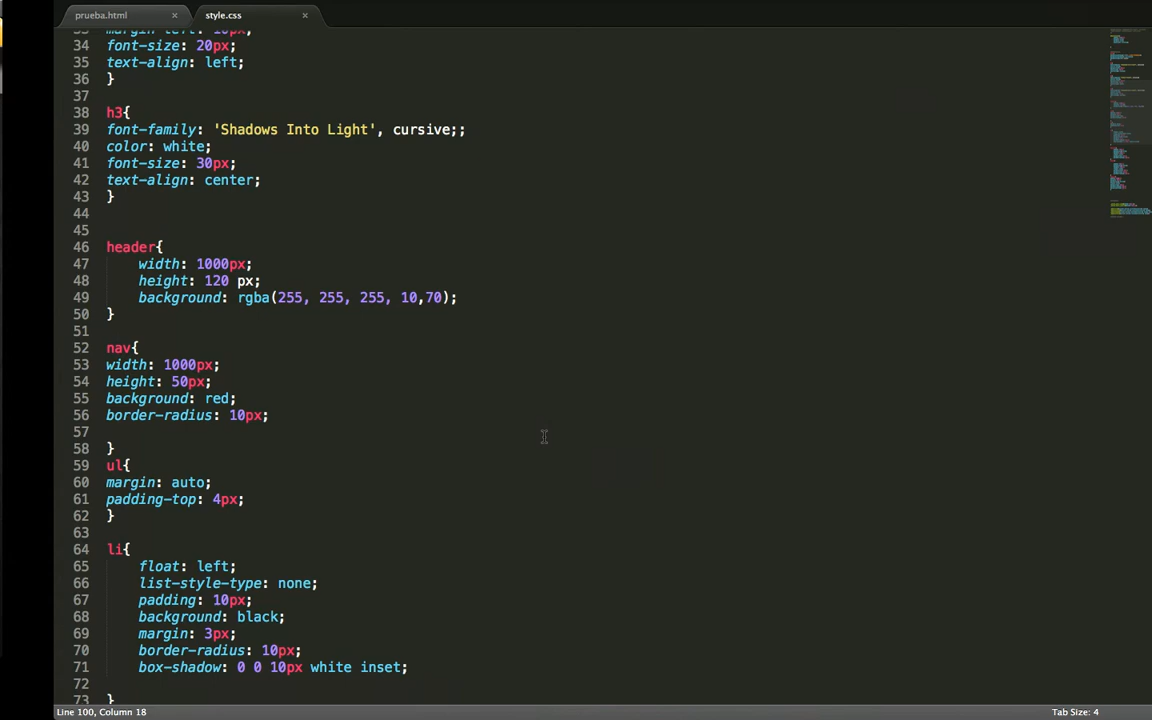 prueba.html × style.css ×
33 margin-left: 10px;
34 font-size: 20px;
35 text-align: left;
36 }
37
38 h3{
39 font-family: 'Shadows Into Light', cursive;;
40 color: white;
41 font-size: 30px;
42 text-align: center;
43 }
44
45
46 header{
47 width: 1000px;
48 height: 120 px;
49 background: rgba(255, 255, 255, 10,70);
50 }
51
52 nav{
53 width: 1000px;
54 height: 50px;
55 background: red;
56 border-radius: 10px;
57
58 }
59 ul{
60 margin: auto;
61 padding-top: 4px;
62 }
63
64 li{
65 float: left;
66 list-style-type: none;
67 padding: 10px;
68 background: black;
69 margin: 3px;
70 border-radius: 10px;
71 box-shadow: 0 0 10px white inset;
72
73 }
Line 100, Column 18 Tab Size: 4